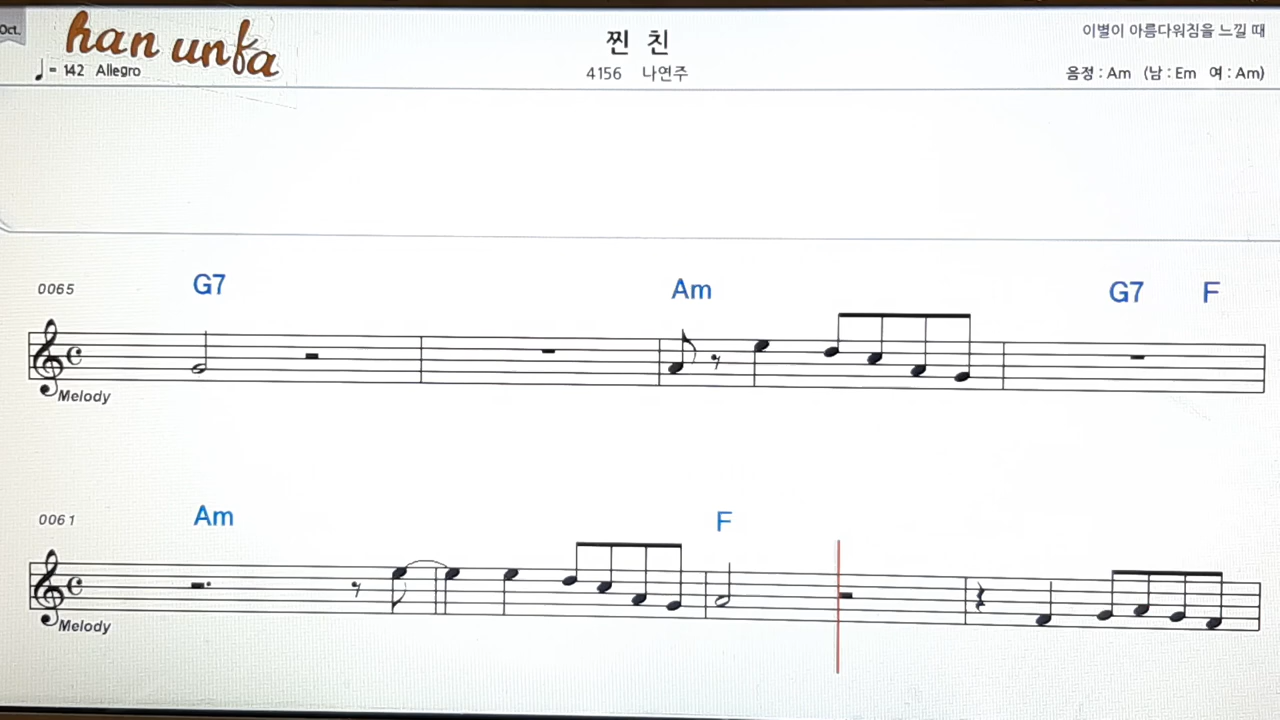 Oct.
han unfa
찐 친
이별이 아름다워짐을 느낄 때
♩= 142 Allegro
4156 나연주
음정 : Am (남 : Em 여 : Am)
0065 G7 Am G7 F
Melody
0061 Am F
Melody